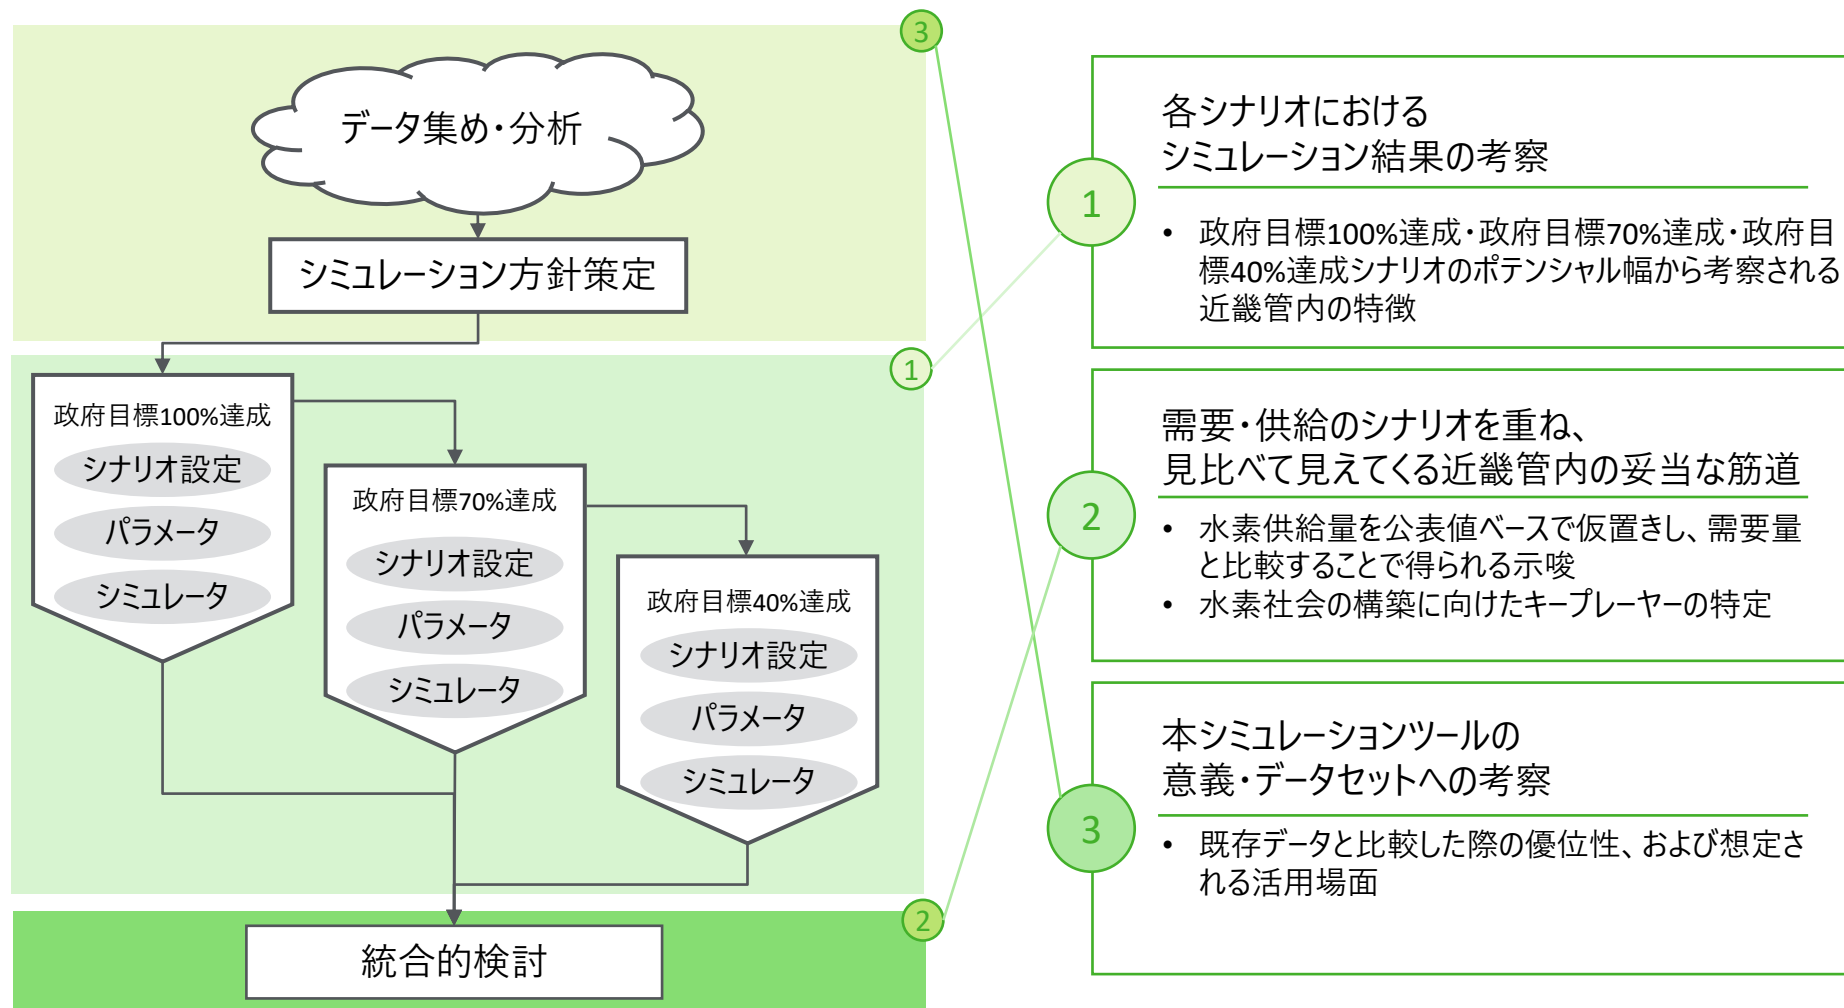 3
データ集め・分析
シミュレーション方針策定
1
政府目標100%達成
シナリオ設定
パラメータ
シミュレータ
政府目標70%達成
シナリオ設定
パラメータ
シミュレータ
政府目標40%達成
シナリオ設定
パラメータ
シミュレータ
2
統合的検討
1
各シナリオにおける
シミュレーション結果の考察
• 政府目標100%達成・政府目標70%達成・政府目
標40%達成シナリオのポテンシャル幅から考察される
近畿管内の特徴
2
需要・供給のシナリオを重ね、
見比べて見えてくる近畿管内の妥当な筋道
• 水素供給量を公表値ベースで仮置きし、需要量
と比較することで得られる示唆
• 水素社会の構築に向けたキープレーヤーの特定
3
本シミュレーションツールの
意義・データセットへの考察
• 既存データと比較した際の優位性、および想定さ
れる活用場面